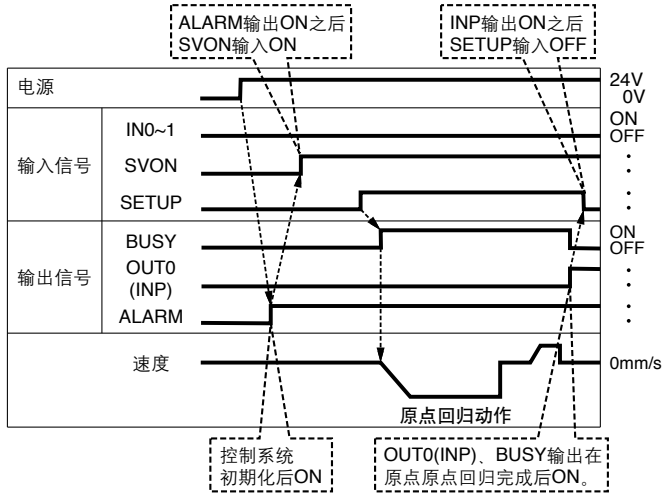 ALARM输出ON之后
SVON输入ON
INP输出ON之后
SETUP输入OFF
电源
24V
0V
输入信号
IN0~1
ON
OFF
SVON
SETUP
输出信号
BUSY
ON
OFF
OUT0
(INP)
ALARM
速度
0mm/s
原点回归动作
控制系统
初期化后ON
OUT0(INP)、BUSY输出在
原点原点回归完成后ON。